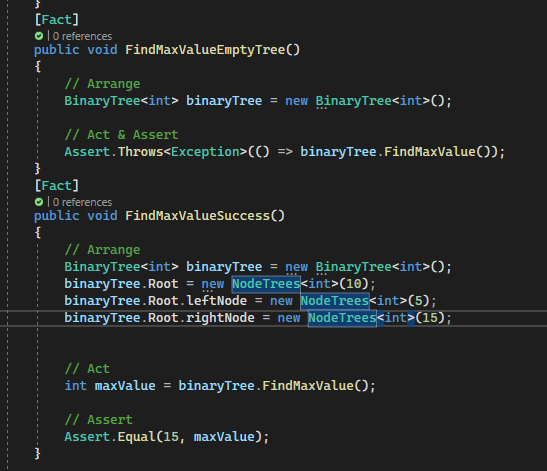 }
[Fact]
| 0 references
public void FindMaxValueEmptyTree()
{
// Arrange
BinaryTree<int> binaryTree = new BinaryTree<int>();
// Act & Assert
Assert.Throws<Exception>(() => binaryTree.FindMaxValue());
}
[Fact]
| 0 references
public void FindMaxValueSuccess()
{
// Arrange
BinaryTree<int> binaryTree = new BinaryTree<int>();
binaryTree.Root = new NodeTrees<int>(10);
binaryTree.Root.leftNode = new NodeTrees<int>(5);
binaryTree.Root.rightNode = new NodeTrees<int>(15);
// Act
int maxValue = binaryTree.FindMaxValue();
// Assert
Assert.Equal(15, maxValue);
}